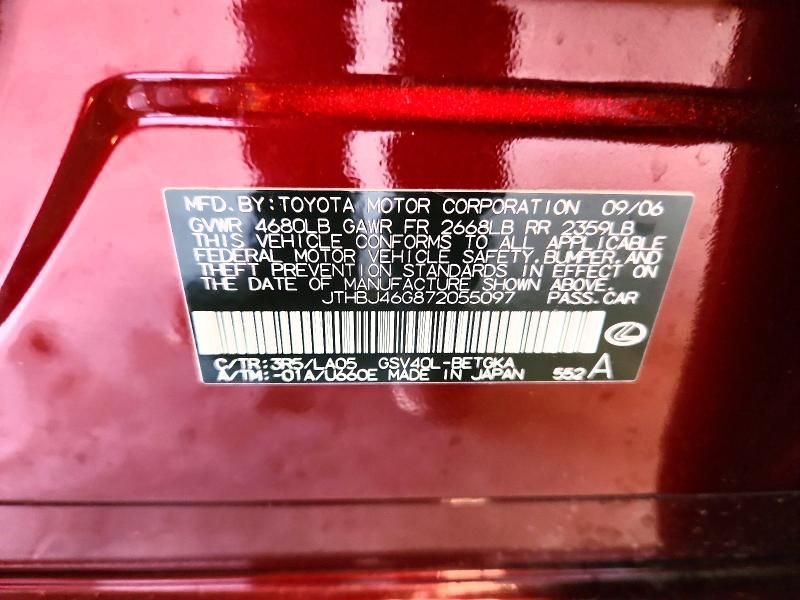 MFD. BY: TOYOTA MOTOR CORPORATION 09/06
GVWR 4680LB GAWR FR 2668LB RR 2359LB
THIS VEHICLE CONFORMS TO ALL APPLICABLE
FEDERAL MOTOR VEHICLE SAFETY, BUMPER, AND
THEFT PREVENTION STANDARDS IN EFFECT ON
THE DATE OF MANUFACTURE SHOWN ABOVE.
JTHBJ46G872055097 PASS. CAR
C/TR: 3R5/LA05 GSV40L-BETGKA
A/TM: -01A/U660E MADE IN JAPAN 552 A